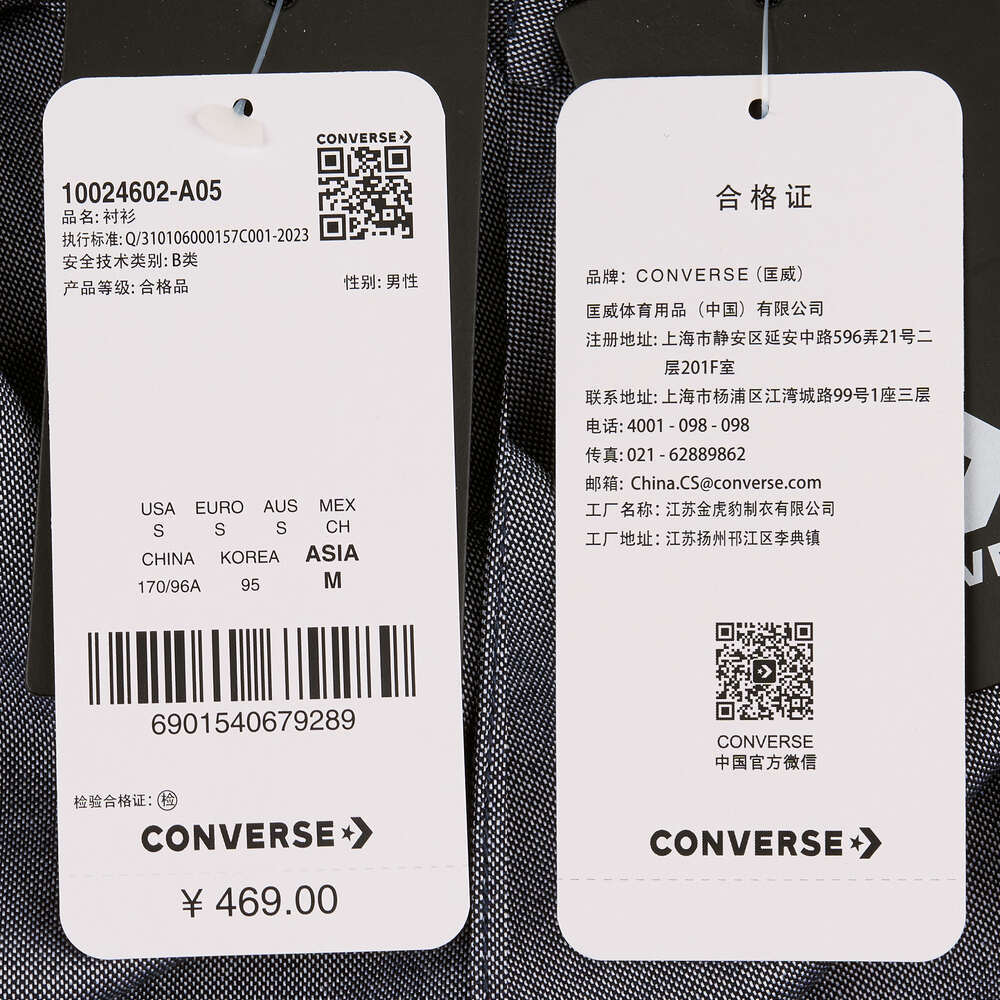 CONVERSE
10024602-A05
品名: 衬衫
执行标准: Q/310106000157C001-2023
安全技术类别: B类
产品等级: 合格品 性别: 男性
USA EURO AUS MEX
S S S CH
CHINA KOREA ASIA
170/96A 95 M
6901540679289
检验合格证: 检
CONVERSE
¥ 469.00
合格证
品牌: CONVERSE (匡威)
匡威体育用品（中国）有限公司
注册地址: 上海市静安区延安中路596弄21号二
层201F室
联系地址: 上海市杨浦区江湾城路99号1座三层
电话: 4001 - 098 - 098
传真: 021 - 62889862
邮箱: China.CS@converse.com
工厂名称: 江苏金虎豹制衣有限公司
工厂地址: 江苏扬州邗江区李典镇
CONVERSE
中国官方微信
CONVERSE